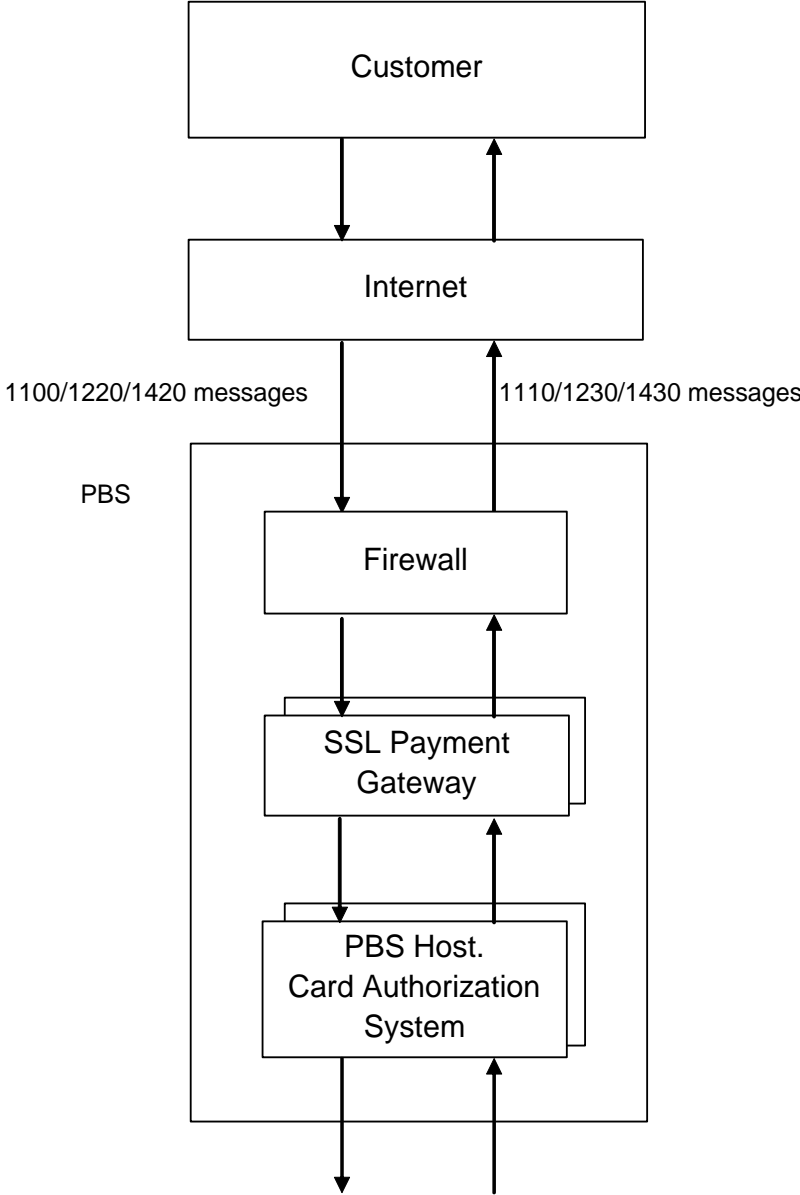 Customer
Internet
1100/1220/1420 messages
1110/1230/1430 messages
PBS
Firewall
SSL Payment
Gateway
PBS Host.
Card Authorization
System